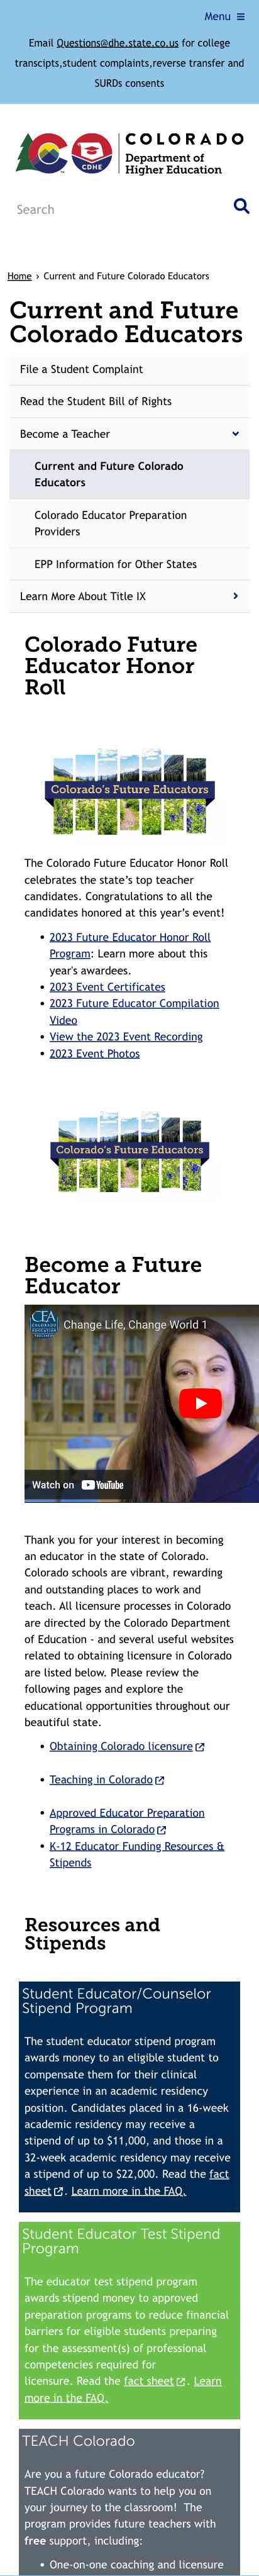 Menu
Email Questions@dhe.state.co.us for college
transcipts,student complaints,reverse transfer and
SURDs consents
CDHE
COLORADO
Department of
Higher Education
Search
Home › Current and Future Colorado Educators
Current and Future
Colorado Educators
File a Student Complaint
Read the Student Bill of Rights
Become a Teacher
Current and Future Colorado
Educators
Colorado Educator Preparation
Providers
EPP Information for Other States
Learn More About Title IX
Colorado Future
Educator Honor
Roll
Colorado's Future Educators
The Colorado Future Educator Honor Roll
celebrates the state’s top teacher
candidates. Congratulations to all the
candidates honored at this year’s event!
• 2023 Future Educator Honor Roll
Program: Learn more about this
year's awardees.
• 2023 Event Certificates
• 2023 Future Educator Compilation
Video
• View the 2023 Event Recording
• 2023 Event Photos
Colorado's Future Educators
Become a Future
Educator
CFA
Change Life, Change World 1
Watch on YouTube
Thank you for your interest in becoming
an educator in the state of Colorado.
Colorado schools are vibrant, rewarding
and outstanding places to work and
teach. All licensure processes in Colorado
are directed by the Colorado Department
of Education - and several useful websites
related to obtaining licensure in Colorado
are listed below. Please review the
following pages and explore the
educational opportunities throughout our
beautiful state.
• Obtaining Colorado licensure
• Teaching in Colorado
• Approved Educator Preparation
Programs in Colorado
• K-12 Educator Funding Resources &
Stipends
Resources and
Stipends
Student Educator/Counselor
Stipend Program
The student educator stipend program
awards money to an eligible student to
compensate them for their clinical
experience in an academic residency
position. Candidates placed in a 16-week
academic residency may receive a
stipend of up to $11,000, and those in a
32-week academic residency may receive
a stipend of up to $22,000. Read the fact
sheet. Learn more in the FAQ.
Student Educator Test Stipend
Program
The educator test stipend program
awards stipend money to approved
preparation programs to reduce financial
barriers for eligible students preparing
for the assessment(s) of professional
competencies required for
licensure. Read the fact sheet. Learn
more in the FAQ.
TEACH Colorado
Are you a future Colorado educator?
TEACH Colorado wants to help you on
your journey to the classroom! The
program provides future teachers with
free support, including:
• One-on-one coaching and licensure